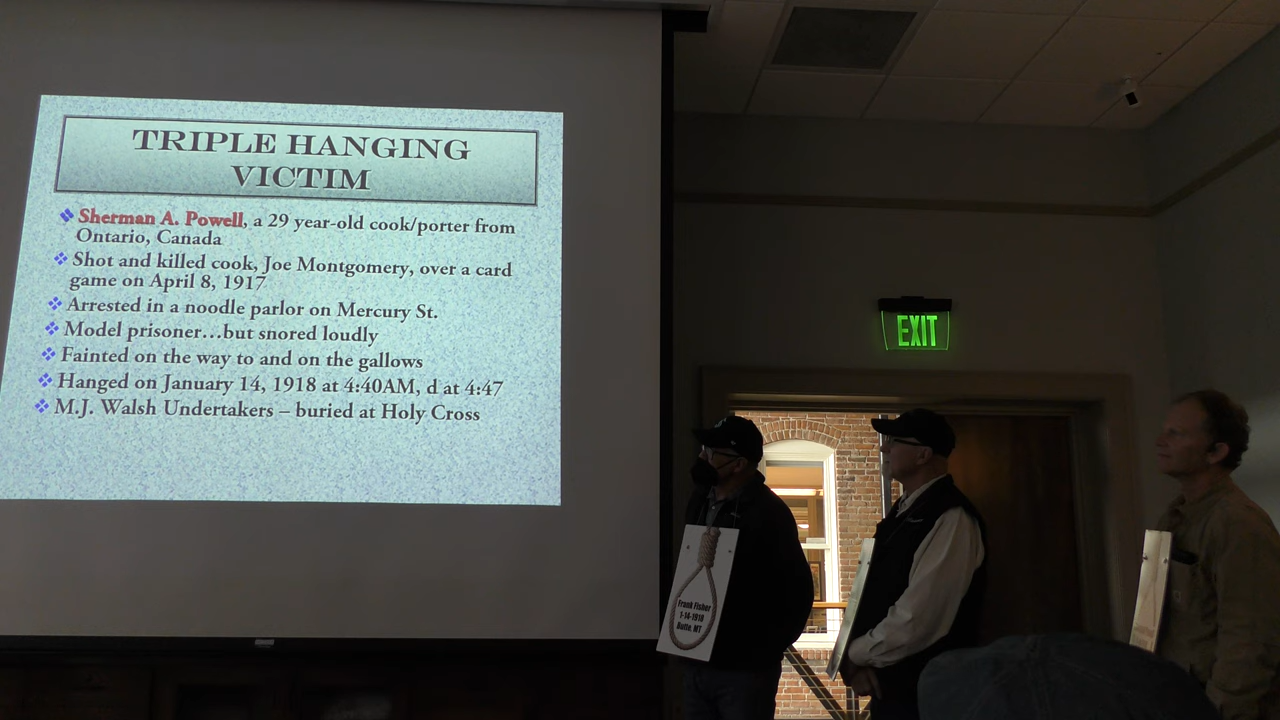 TRIPLE HANGING
VICTIM
Sherman A. Powell, a 29 year-old cook/porter from
Ontario, Canada
Shot and killed cook, Joe Montgomery, over a card
game on April 8, 1917
Arrested in a noodle parlor on Mercury St.
Model prisoner...but snored loudly
Fainted on the way to and on the gallows
Hanged on January 14, 1918 at 4:40AM, d at 4:47
M.J. Walsh Undertakers – buried at Holy Cross
EXIT
Frank Fisher
1-14-1918
Butte, MT